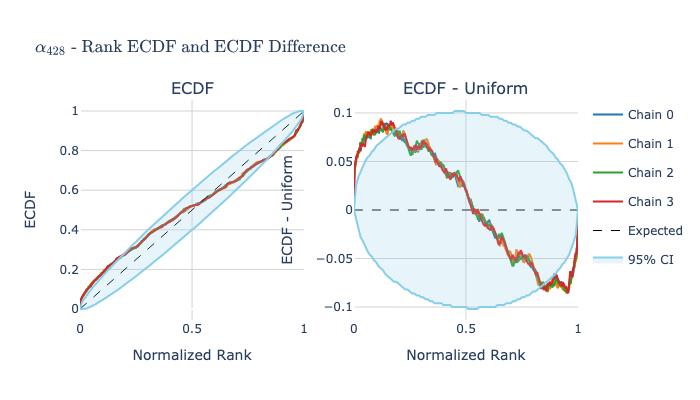 α₄₂₈ - Rank ECDF and ECDF Difference
ECDF
ECDF - Uniform
ECDF
1
0.8
0.6
0.4
0.2
0
0
0.5
1
Normalized Rank
ECDF - Uniform
0.1
0.05
0
−0.05
−0.1
0
0.5
1
Normalized Rank
Chain 0
Chain 1
Chain 2
Chain 3
Expected
95% CI